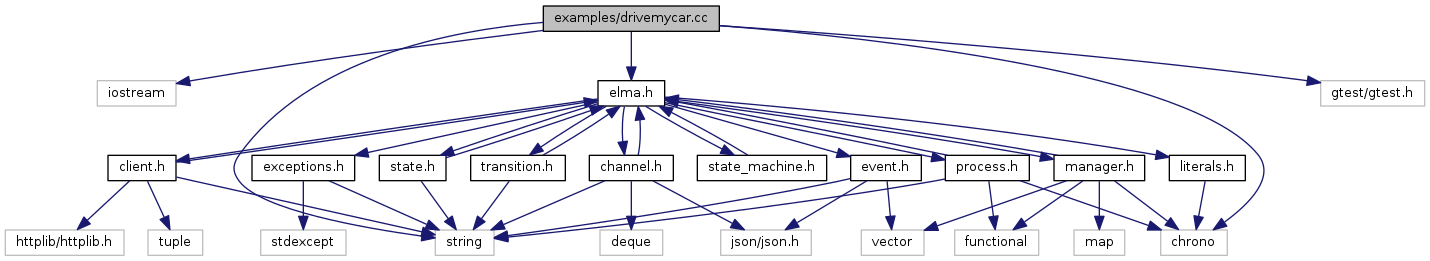 examples/drivemycar.cc
iostream
elma.h
gtest/gtest.h
client.h
exceptions.h
state.h
transition.h
channel.h
state_machine.h
event.h
process.h
manager.h
literals.h
httplib/httplib.h
tuple
stdexcept
string
deque
json/json.h
vector
functional
map
chrono